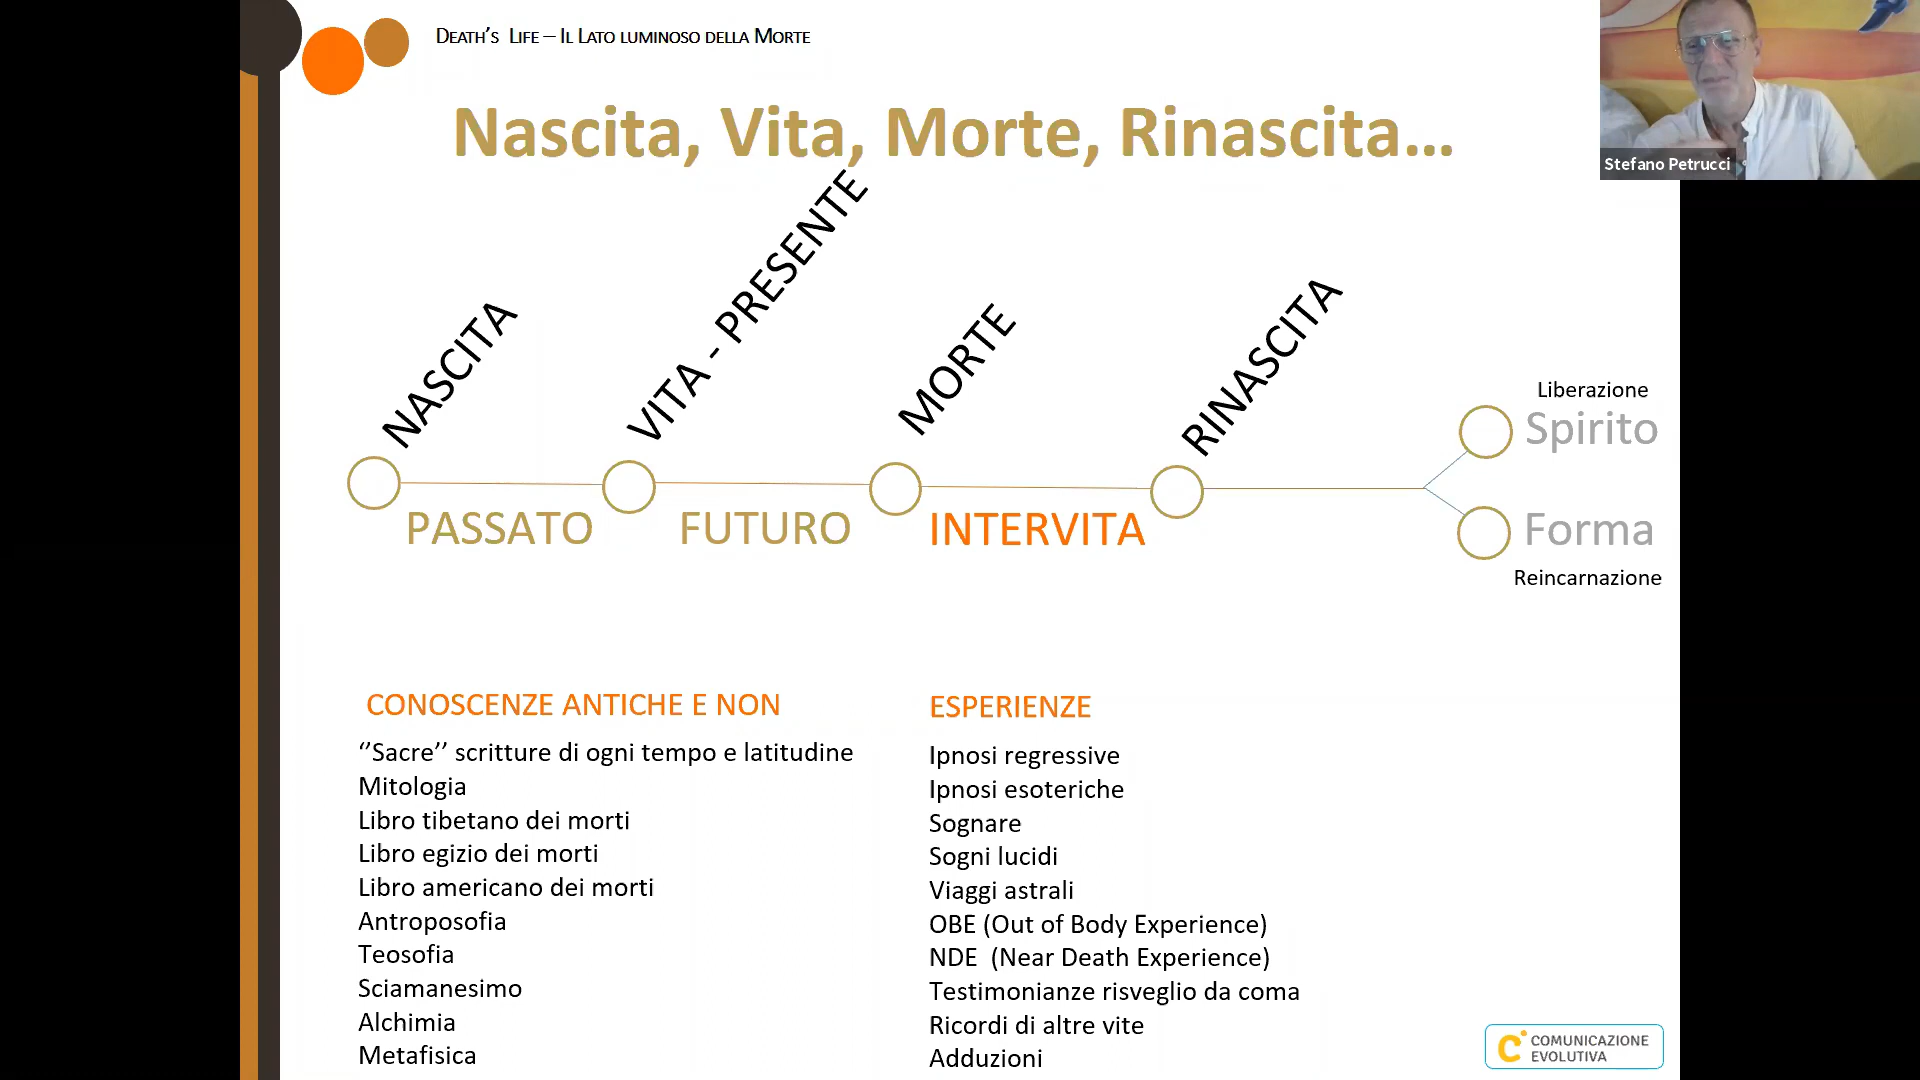 DEATH'S LIFE – IL LATO LUMINOSO DELLA MORTE
Stefano Petrucci
Nascita, Vita, Morte, Rinascita...
NASCITA
VITA - PRESENTE
MORTE
RINASCITA
Liberazione
Spirito
PASSATO
FUTURO
INTERVITA
Forma
Reincarnazione
CONOSCENZE ANTICHE E NON
‘’Sacre’’ scritture di ogni tempo e latitudine
Mitologia
Libro tibetano dei morti
Libro egizio dei morti
Libro americano dei morti
Antroposofia
Teosofia
Sciamanesimo
Alchimia
Metafisica
ESPERIENZE
Ipnosi regressive
Ipnosi esoteriche
Sognare
Sogni lucidi
Viaggi astrali
OBE (Out of Body Experience)
NDE  (Near Death Experience)
Testimonianze risveglio da coma
Ricordi di altre vite
Adduzioni
COMUNICAZIONE
EVOLUTIVA